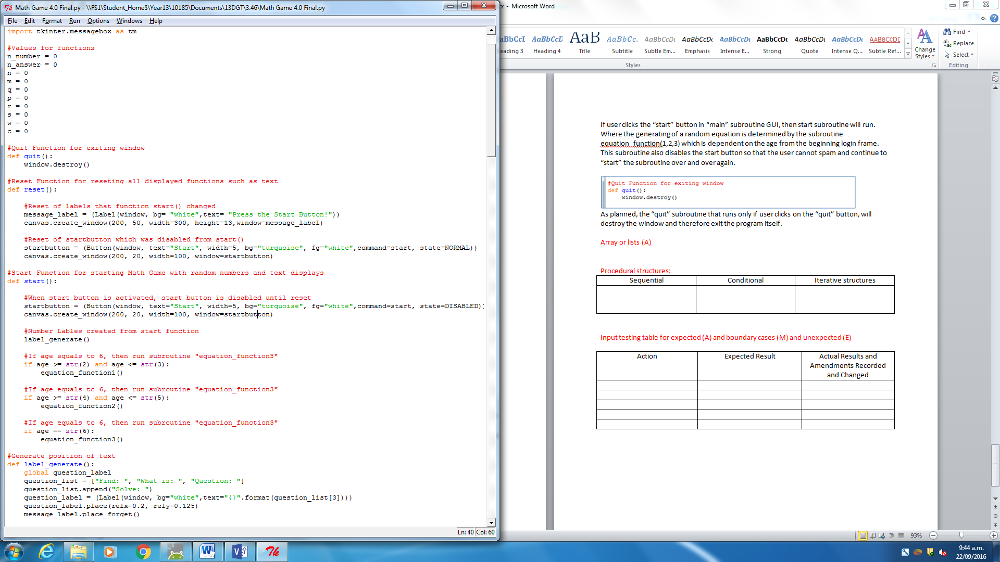 Math Game 4.0 Final.py - \\FS1\Student_Home$\Year13\10185\Documents\13DGT\3.46\Math Game 4.0 Final.py
File Edit Format Run Options Windows Help
import tkinter.messagebox as tm
#Values for functions
n_number = 0
n_answer = 0
n = 0
m = 0
q = 0
p = 0
r = 0
s = 0
w = 0
c = 0
#Quit Function for exiting window
def quit():
    window.destroy()
#Reset Function for reseting all displayed functions such as text
def reset():
    #Reset of labels that function start() changed
    message_label = (Label(window, bg= "white",text= "Press the Start Button!"))
    canvas.create_window(200, 50, width=300, height=13,window=message_label)
    #Reset of startbutton which was disabled from start()
    startbutton = (Button(window, text="Start", width=5, bg="turquoise", fg="white",command=start, state=NORMAL))
    canvas.create_window(200, 20, width=100, window=startbutton)
#Start Function for starting Math Game with random numbers and text displays
def start():
    #When start button is activated, start button is disabled until reset
    startbutton = (Button(window, text="Start", width=5, bg="turquoise", fg="white",command=start, state=DISABLED))
    canvas.create_window(200, 20, width=100, window=startbutton)
    #Number Lables created from start function
    label_generate()
    #If age equals to 6, then run subroutine "equation_function3"
    if age >= str(2) and age <= str(3):
        equation_function1()
    #If age equals to 6, then run subroutine "equation_function3"
    if age >= str(4) and age <= str(5):
        equation_function2()
    #If age equals to 6, then run subroutine "equation_function3"
    if age == str(6):
        equation_function3()
#Generate position of text
def label_generate():
    global question_label
    question_list = ["Find: ", "What is: ", "Question: "]
    question_list.append("Solve: ")
    question_label = (Label(window, bg="white",text="{}".format(question_list[3])))
    question_label.place(relx=0.2, rely=0.125)
    message_label.place_forget()
Ln: 40 Col: 60
x - Microsoft Word
aBbCcI AaBbCcD AaB AaBbCc. AaBbCcDc AaBbCcDc AaBbCcDc AaBbCcDc AaBbCcDc AaBbCcDc AABBCCDD
eading 3 Heading 4 Title Subtitle Subtle Em... Emphasis Intense E... Strong Quote Intense Q... Subtle Ref...
Change Styles
Styles
Find
Replace
Select
Editing
If user clicks the “start” button in “main” subroutine GUI, then start subroutine will run.
Where the generating of a random equation is determined by the subroutine
equation_function(1,2,3) which is dependent on the age from the beginning login frame.
This subroutine also disables the start button so that the user cannot spam and continue to
“start” the subroutine over and over again.
#Quit Function for exiting window
def quit():
    window.destroy()
As planned, the “quit” subroutine that runs only if user clicks on the “quit” button, will
destroy the window and therefore exit the program itself.
Array or lists (A)
Procedural structures:
Sequential Conditional Iterative structures
Input testing table for expected (A) and boundary cases (M) and unexpected (E)
Action Expected Result Actual Results and
Amendments Recorded
and Changed
93%
9:44 a.m.
22/09/2016